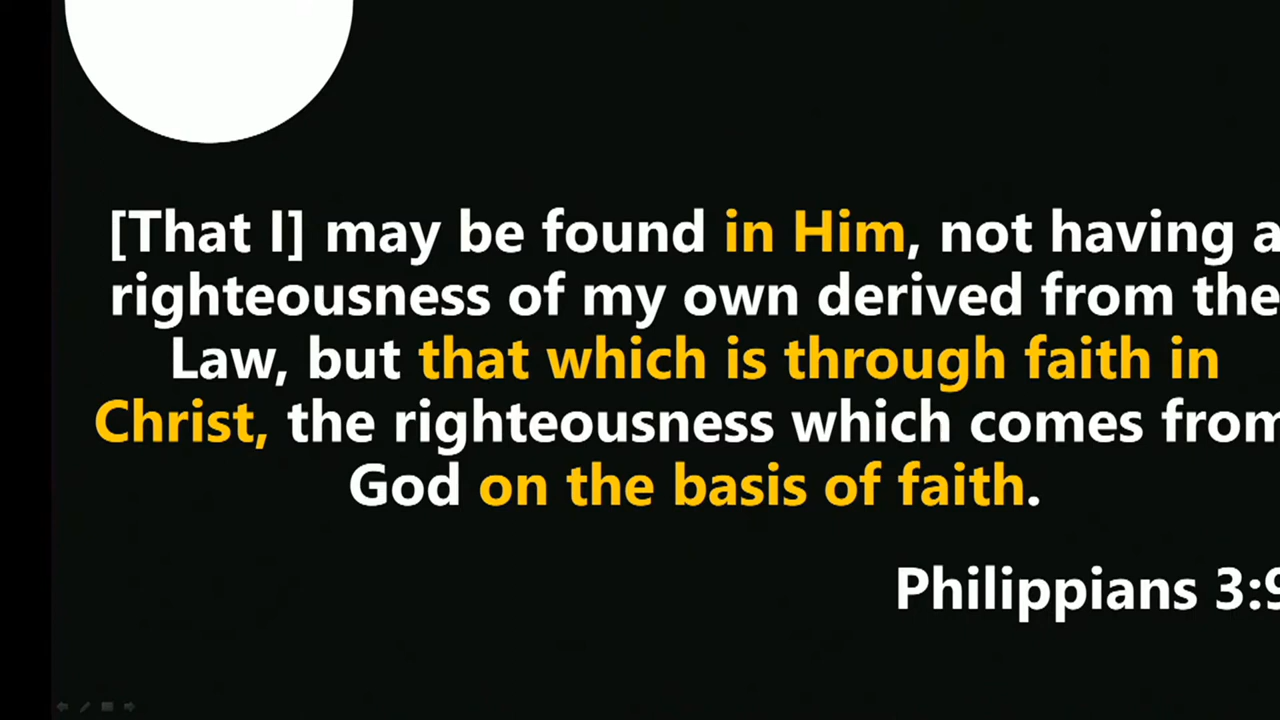 [That I] may be found in Him, not having a
righteousness of my own derived from the
Law, but that which is through faith in
Christ, the righteousness which comes from
God on the basis of faith.
Philippians 3:9